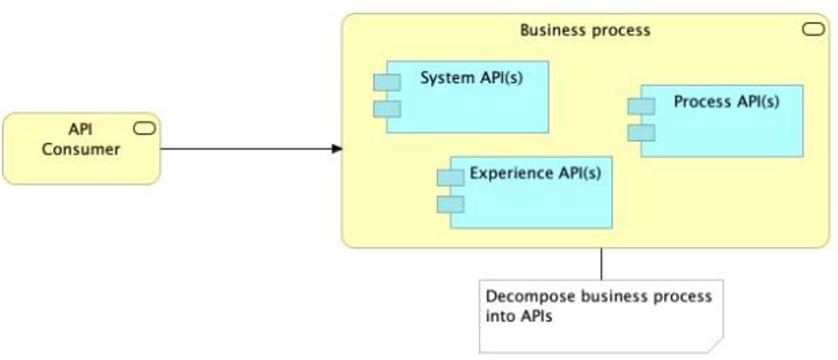 Business process
System API(s)
Process API(s)
API
Consumer
Experience API(s)
Decompose business process
into APIs